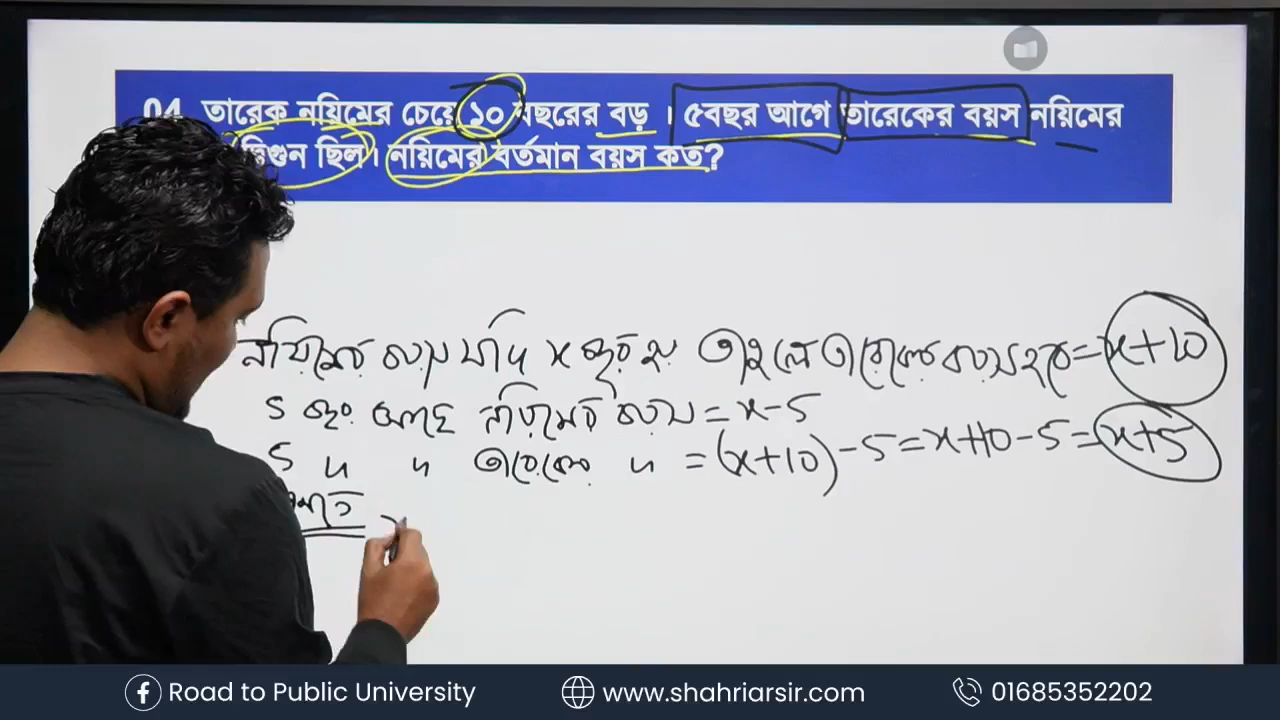 04. তারেক নয়িমের চেয়ে ১০ বছরের বড় । ৫বছর আগে তারেকের বয়স নয়িমের
দ্বিগুন ছিল। নয়িমের বর্তমান বয়স কত?
নয়িমের বয়স যদি x বছর হয় তাহলে তারেকের বয়স হবে = x+10
5 বছর আগে নয়িমের বয়স = x-5
5 〃 〃 তারেকের 〃 = (x+10)-5 = x+10-5 = x+5
Road to Public University
www.shahriarsir.com
01685352202